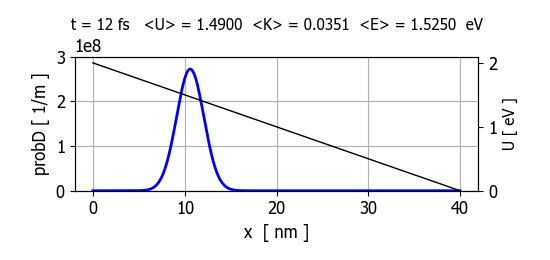 t = 12 fs <U> = 1.4900 <K> = 0.0351 <E> = 1.5250 eV
1e8
3
2
1
0
probD [ 1/m ]
2
1
0
U [ eV ]
0 10 20 30 40
x [ nm ]